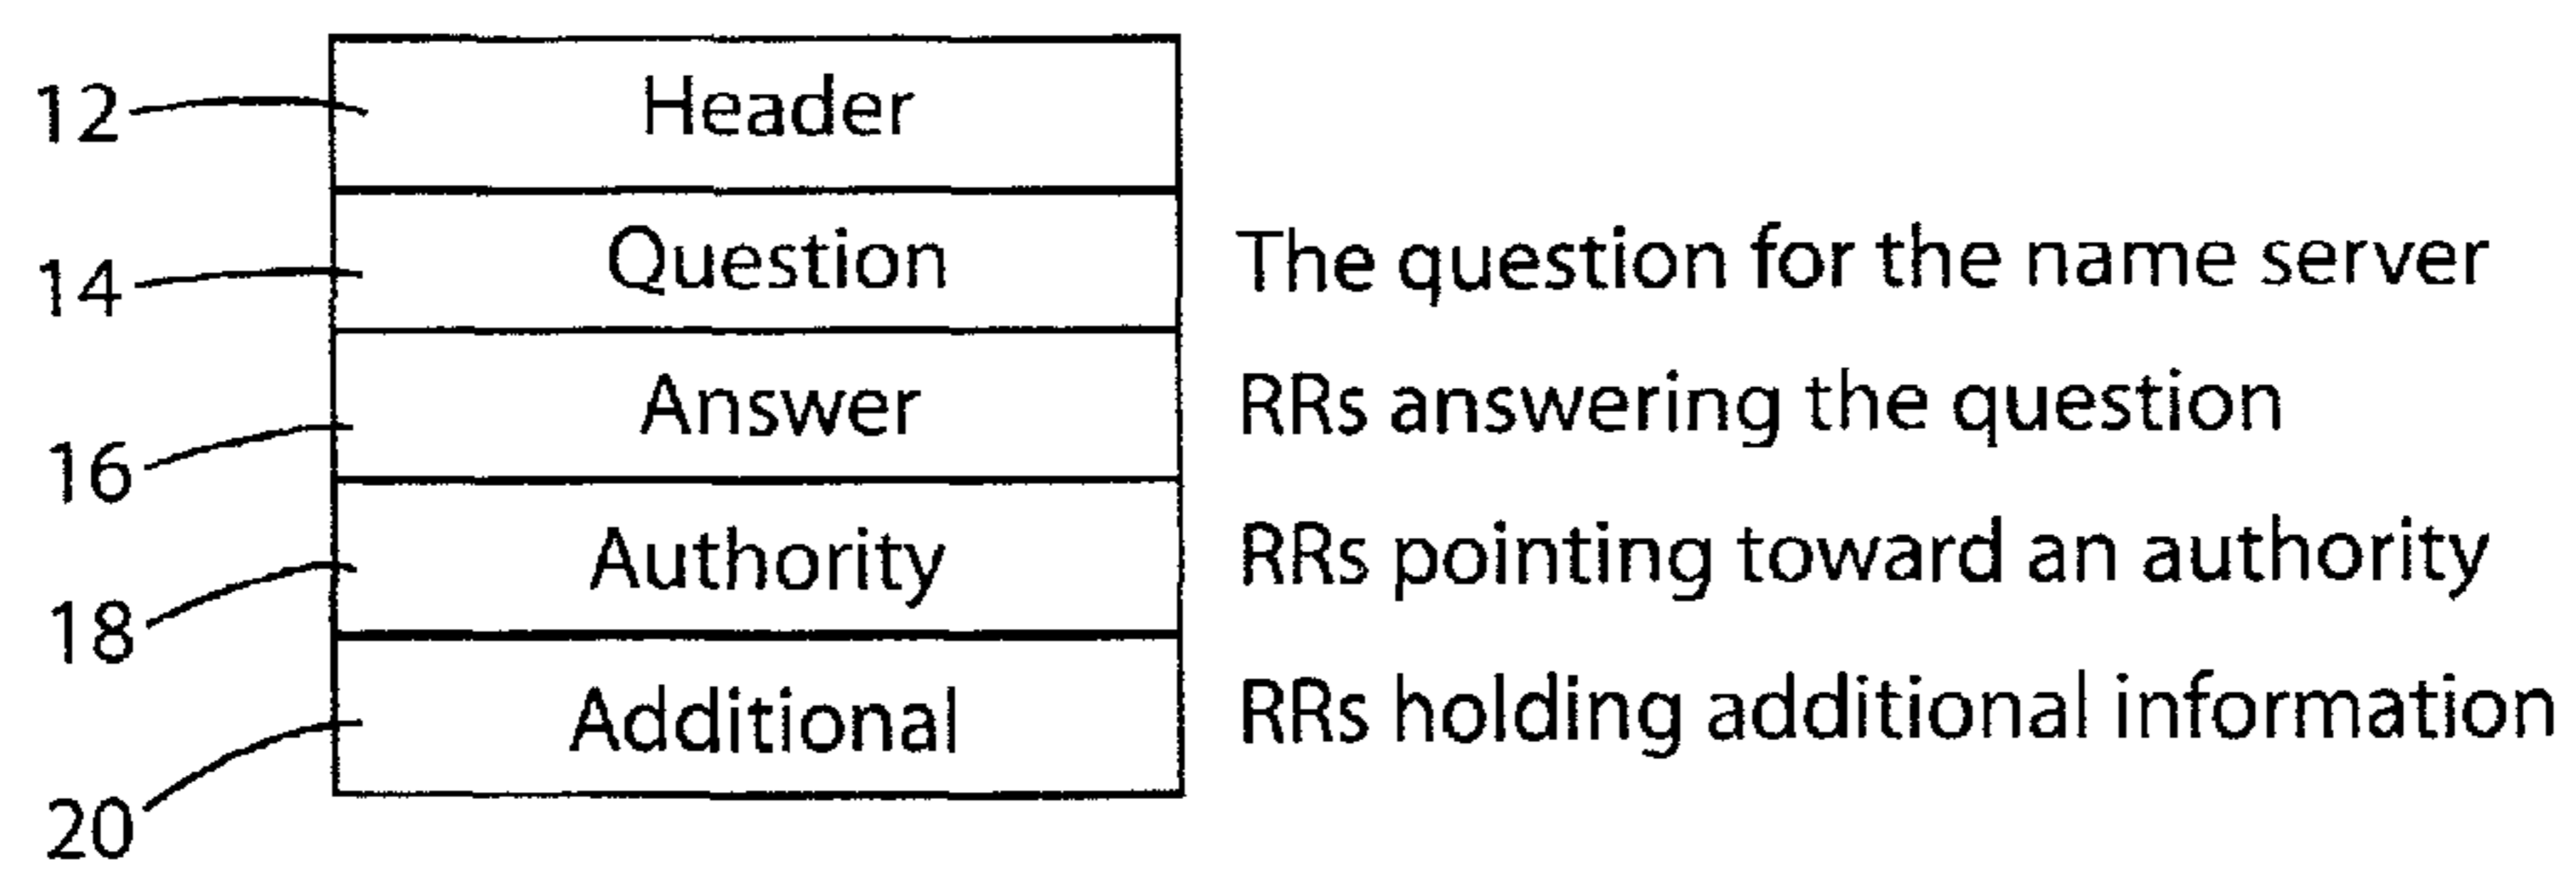 12 Header
14 Question The question for the name server
16 Answer RRs answering the question
18 Authority RRs pointing toward an authority
20 Additional RRs holding additional information